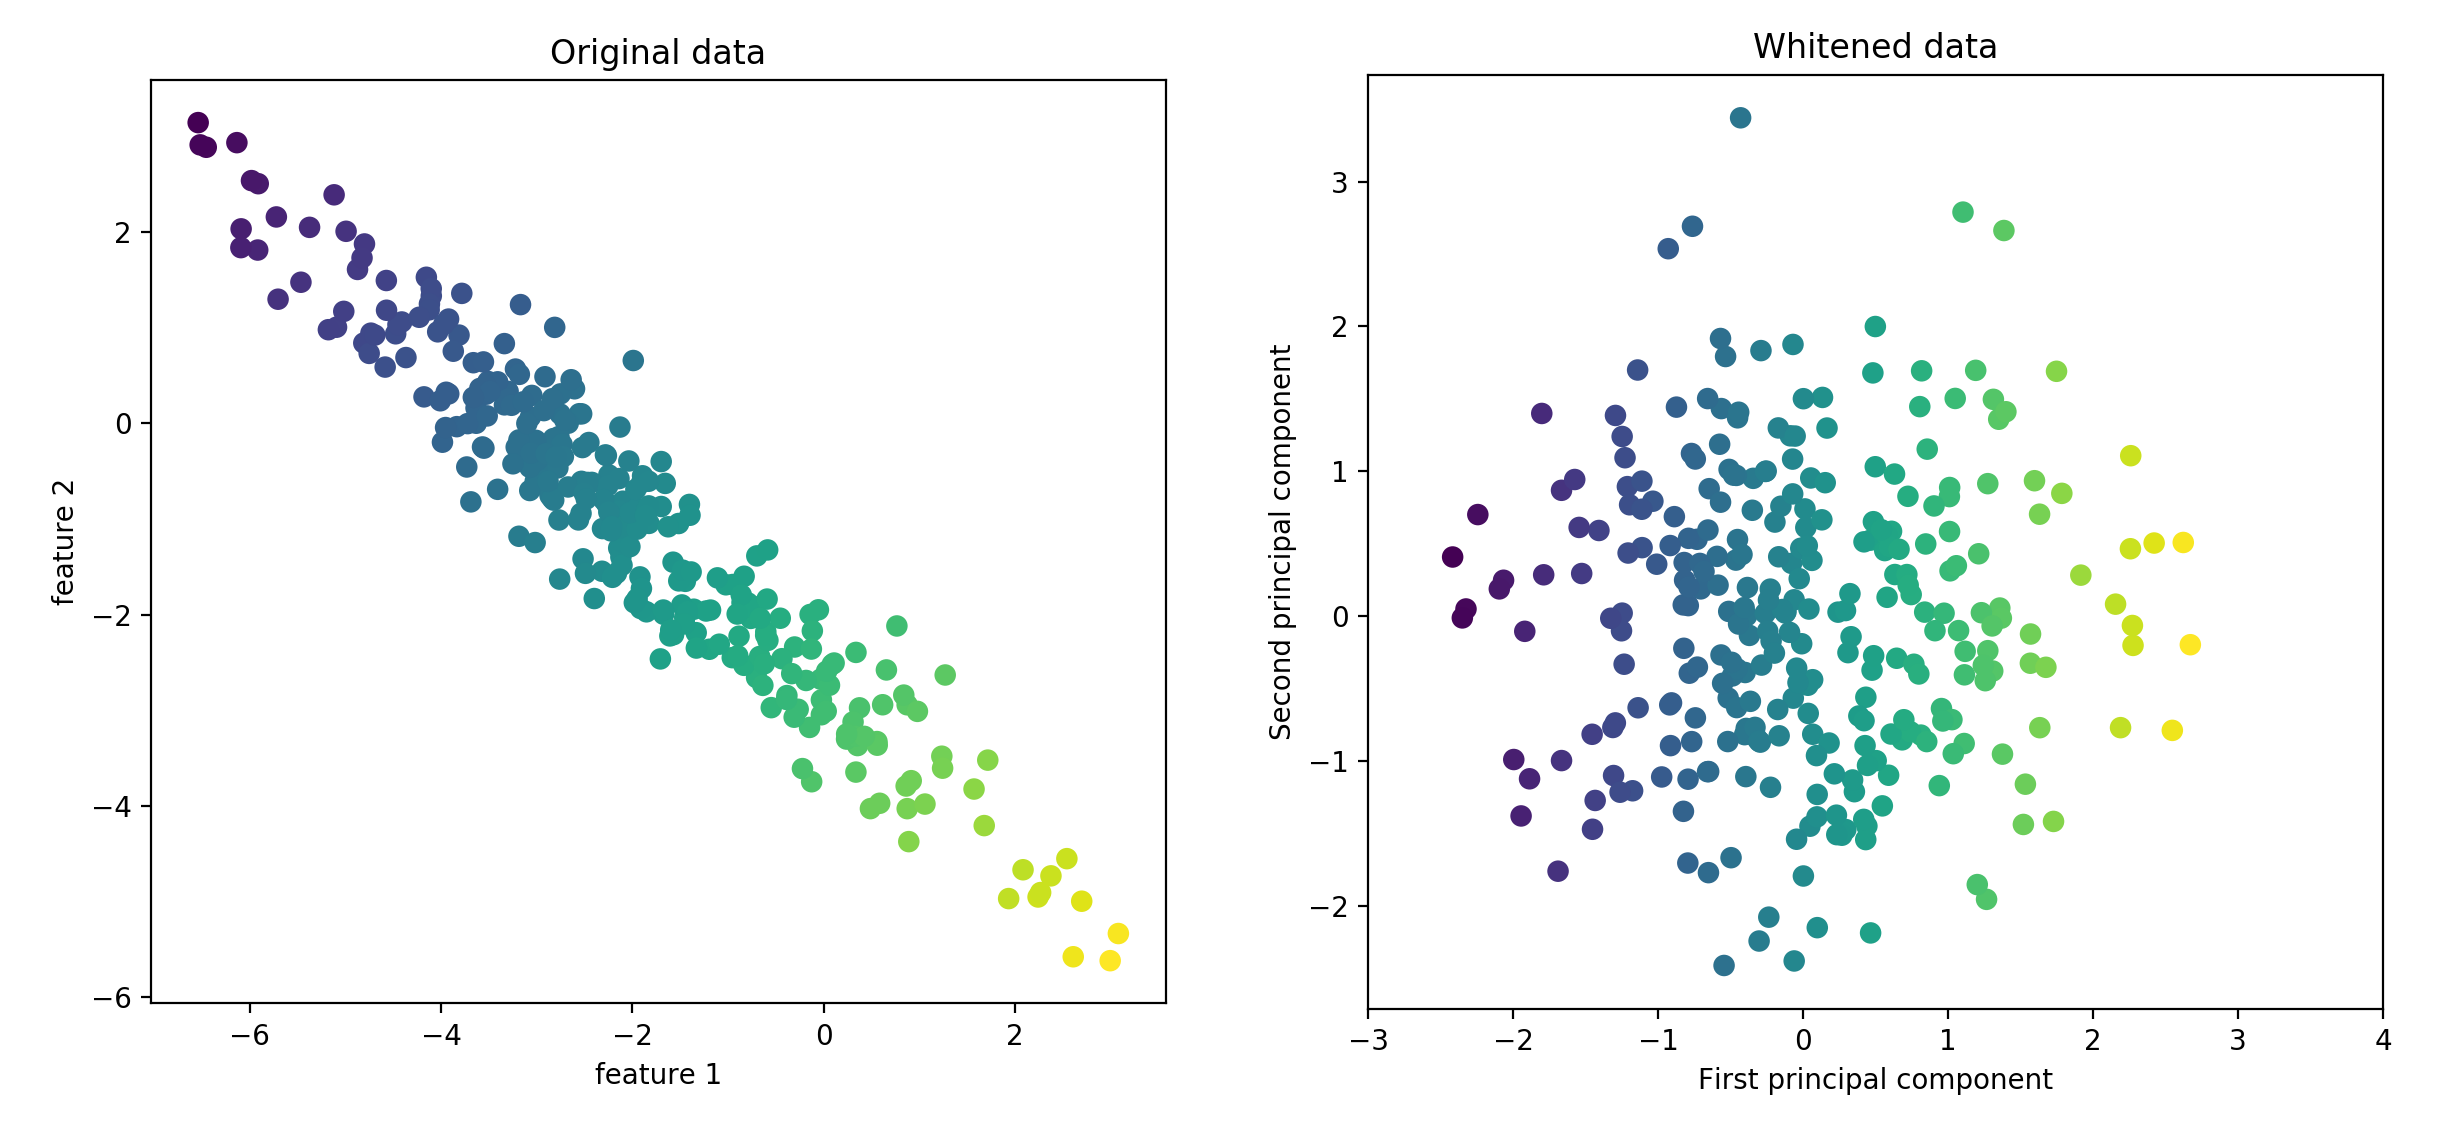 Original data
2
0
−2
−4
−6
−6 −4 −2 0 2
feature 1
feature 2
Whitened data
3
2
1
0
−1
−2
−3 −2 −1 0 1 2 3 4
First principal component
Second principal component